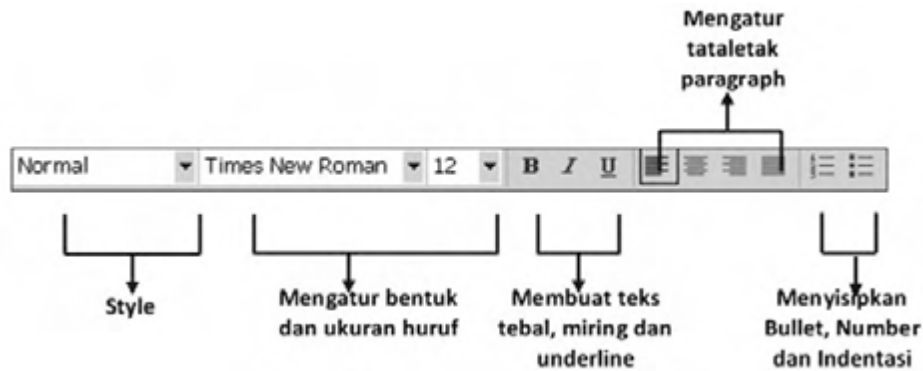 Mengatur
tataletak
paragraph
Normal Times New Roman 12 B I U
Style
Mengatur bentuk
dan ukuran huruf
Membuat teks
tebal, miring dan
underline
Menyisipkan
Bullet, Number
dan Indentasi